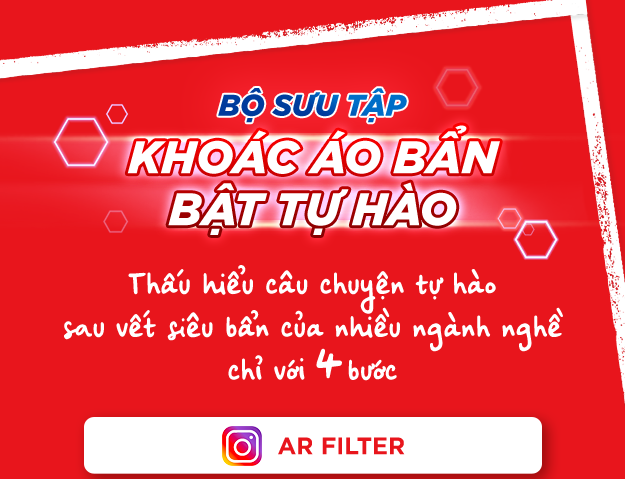 BỘ SƯU TẬP
KHOÁC ÁO BẨN
BẬT TỰ HÀO
Thấu hiểu câu chuyện tự hào
sau vết siêu bẩn của nhiều ngành nghề
chỉ với 4 bước
AR FILTER